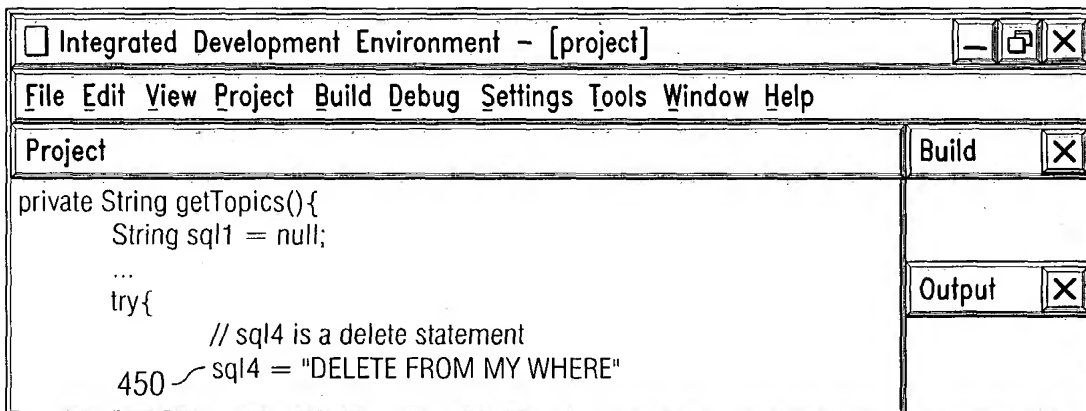 Integrated Development Environment – [project]
File Edit View Project Build Debug Settings Tools Window Help
Project
Build
private String getTopics(){
String sql1 = null;
...
try{
Output
// sql4 is a delete statement
450 sql4 = "DELETE FROM MY WHERE"